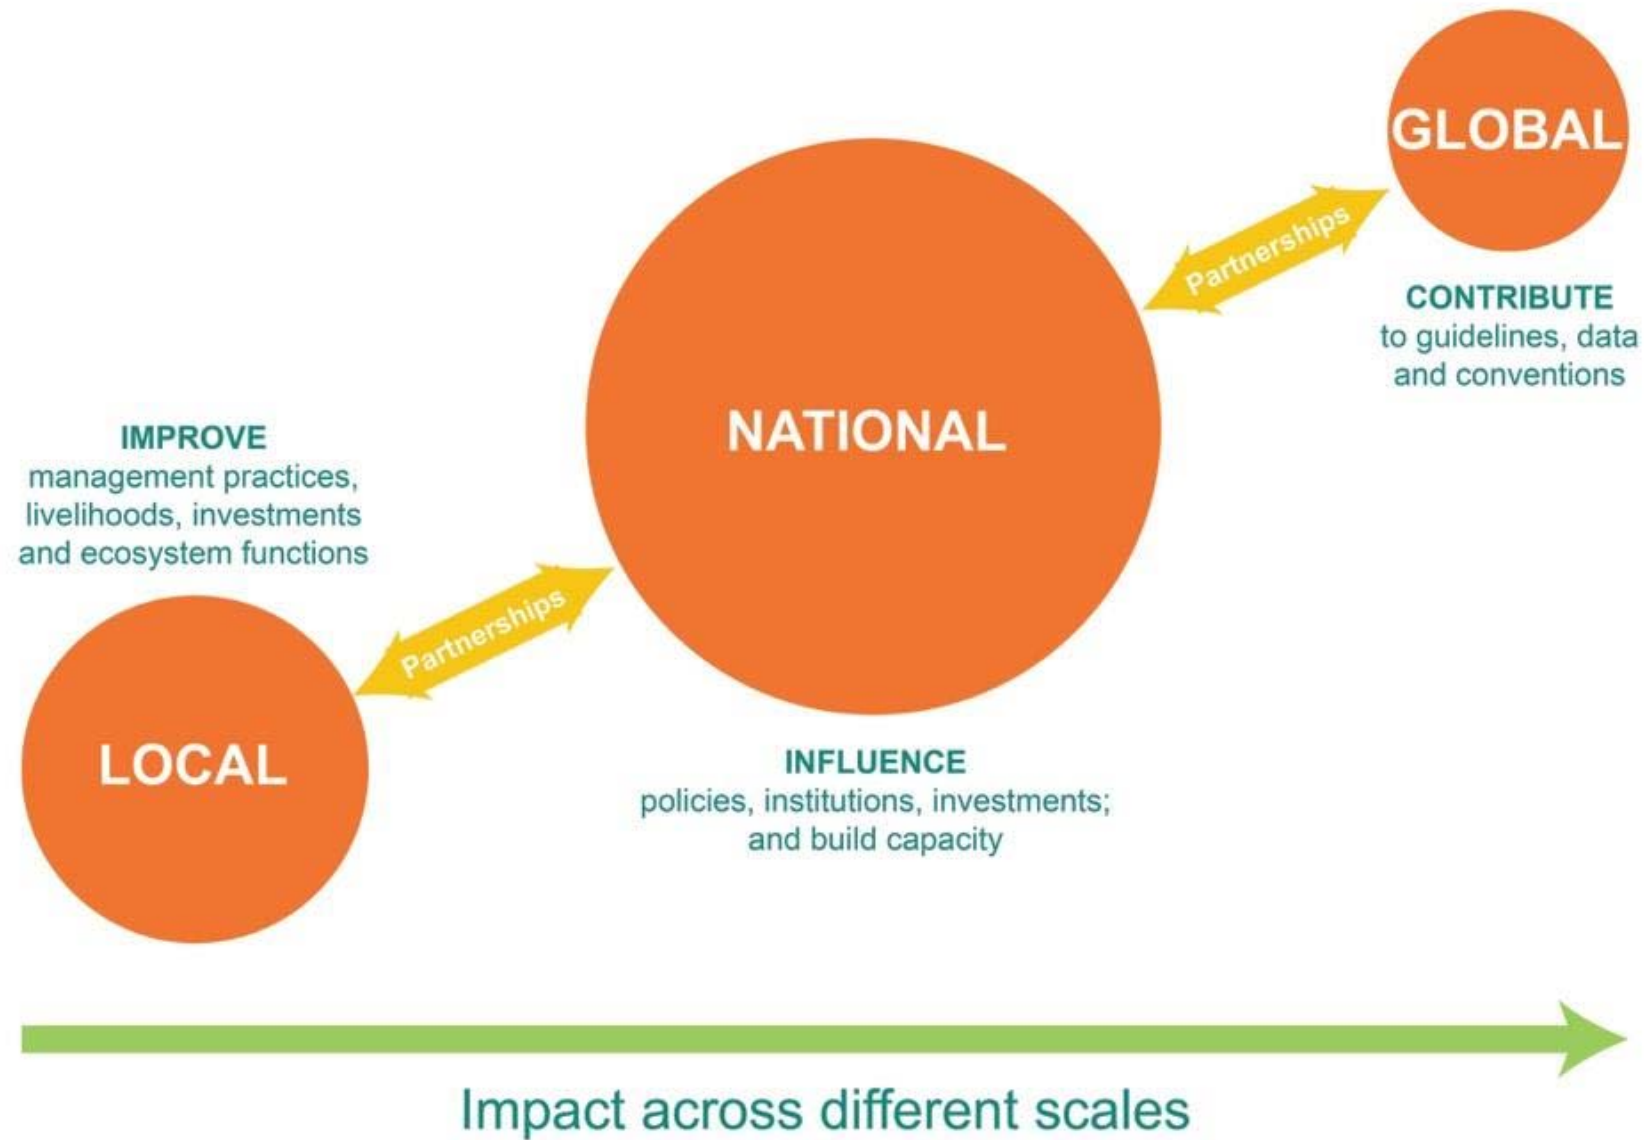 GLOBAL
Partnerships
CONTRIBUTE
to guidelines, data
and conventions
NATIONAL
IMPROVE
management practices,
livelihoods, investments
and ecosystem functions
Partnerships
LOCAL
INFLUENCE
policies, institutions, investments;
and build capacity
Impact across different scales